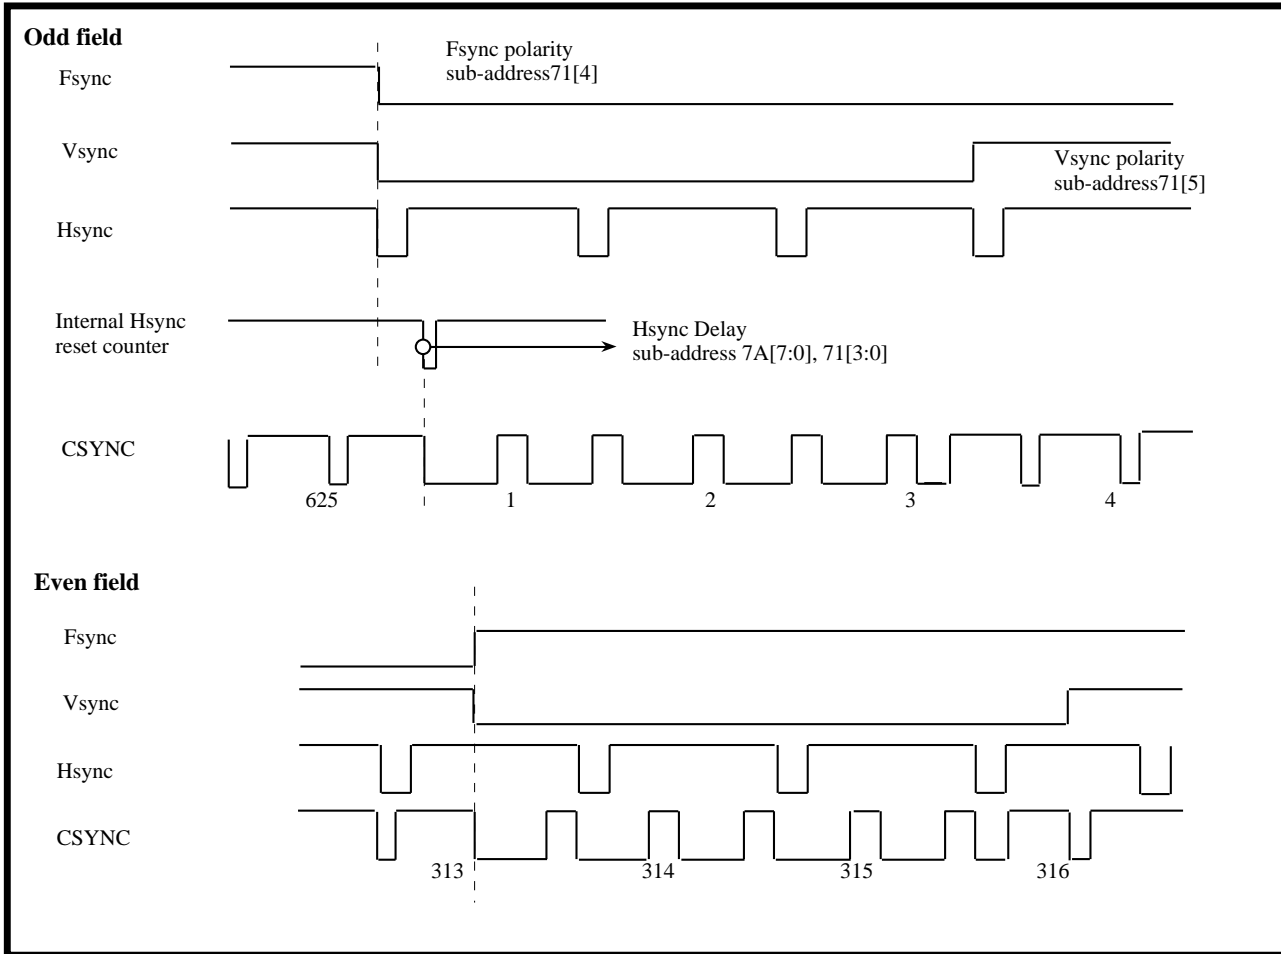 Odd field
Fsync polarity
sub-address71[4]
Fsync
Vsync
Vsync polarity
sub-address71[5]
Hsync
Internal Hsync
reset counter
Hsync Delay
sub-address 7A[7:0], 71[3:0]
CSYNC
625 1 2 3 4
Even field
Fsync
Vsync
Hsync
CSYNC
313 314 315 316